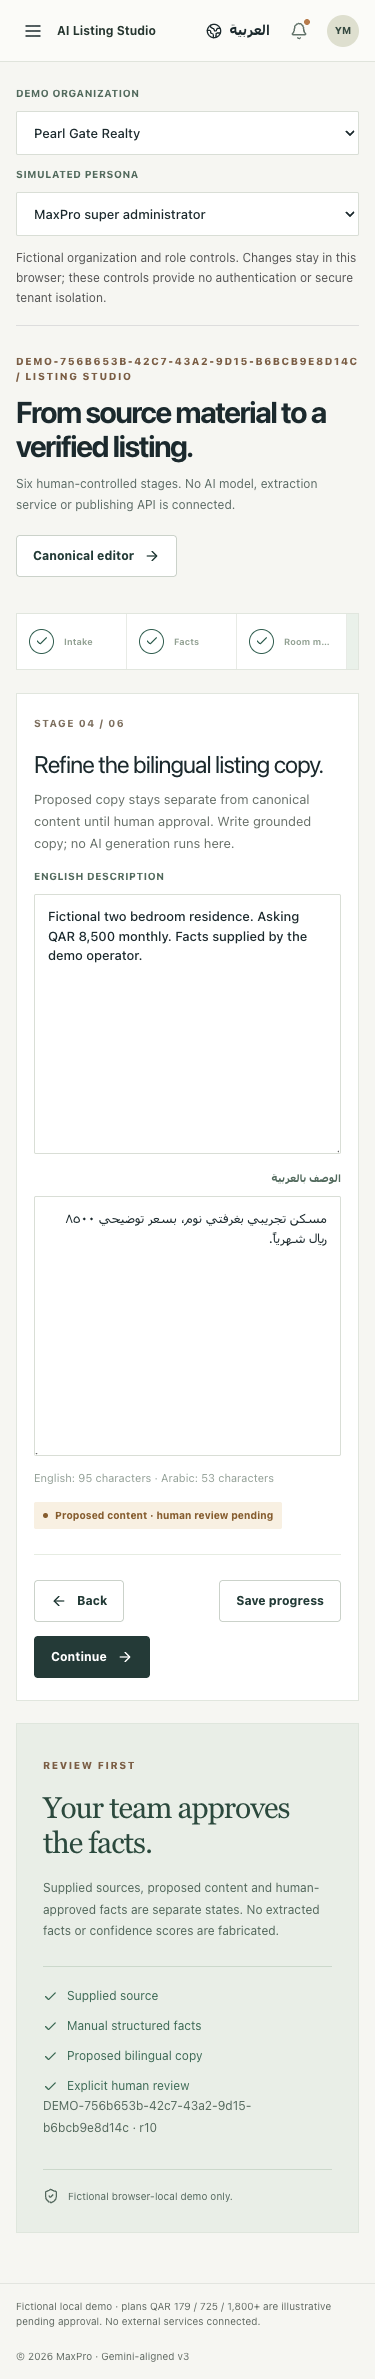 AI Listing Studio
العربية
YM
DEMO ORGANIZATION
Pearl Gate Realty
SIMULATED PERSONA
MaxPro super administrator
Fictional organization and role controls. Changes stay in this
browser; these controls provide no authentication or secure
tenant isolation.
DEMO-756B653B-42C7-43A2-9D15-B6BCB9E8D14C
/ LISTING STUDIO
From source material to a
verified listing.
Six human-controlled stages. No AI model, extraction
service or publishing API is connected.
Canonical editor
Intake
Facts
Room m...
STAGE 04 / 06
Refine the bilingual listing copy.
Proposed copy stays separate from canonical
content until human approval. Write grounded
copy; no AI generation runs here.
ENGLISH DESCRIPTION
Fictional two bedroom residence. Asking
QAR 8,500 monthly. Facts supplied by the
demo operator.
الوصف بالعربية
مسكن تجريبي بغرفتي نوم، بسعر توضيحي ٨٥٠٠
ريال شهرياً.
English: 95 characters · Arabic: 53 characters
Proposed content · human review pending
Back
Save progress
Continue
REVIEW FIRST
Your team approves
the facts.
Supplied sources, proposed content and human-
approved facts are separate states. No extracted
facts or confidence scores are fabricated.
Supplied source
Manual structured facts
Proposed bilingual copy
Explicit human review
DEMO-756b653b-42c7-43a2-9d15-
b6bcb9e8d14c · r10
Fictional browser-local demo only.
Fictional local demo · plans QAR 179 / 725 / 1,800+ are illustrative
pending approval. No external services connected.
© 2026 MaxPro · Gemini-aligned v3